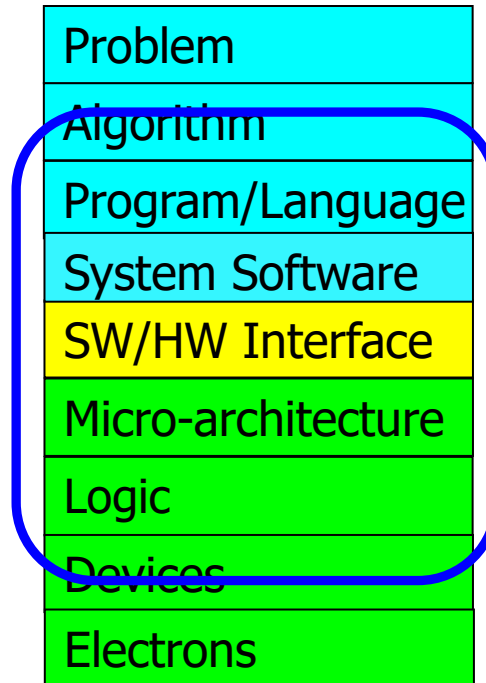 Problem
Algorithm
Program/Language
System Software
SW/HW Interface
Micro-architecture
Logic
Devices
Electrons